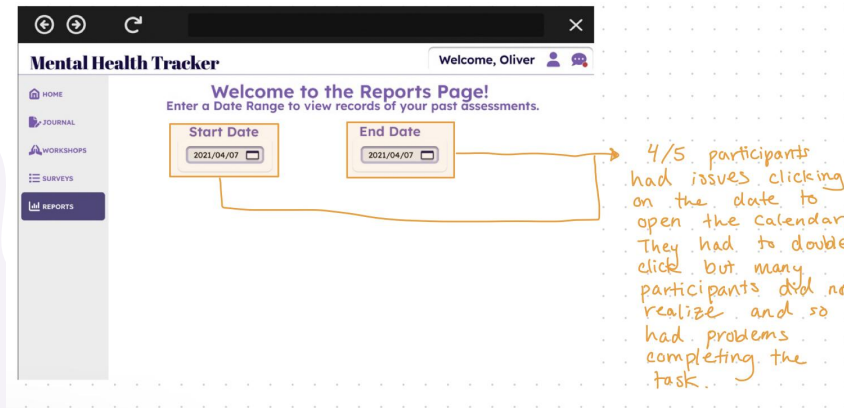 Mental Health Tracker
Welcome, Oliver
HOME
JOURNAL
WORKSHOPS
SURVEYS
REPORTS
Welcome to the Reports Page!
Enter a Date Range to view records of your past assessments.
Start Date
End Date
2021/04/07
2021/04/07
4/5 participants
had issues clicking
on the date to
open the calendar
They had to double
click but many
participants did no
realize and so
had problems
completing the
task.